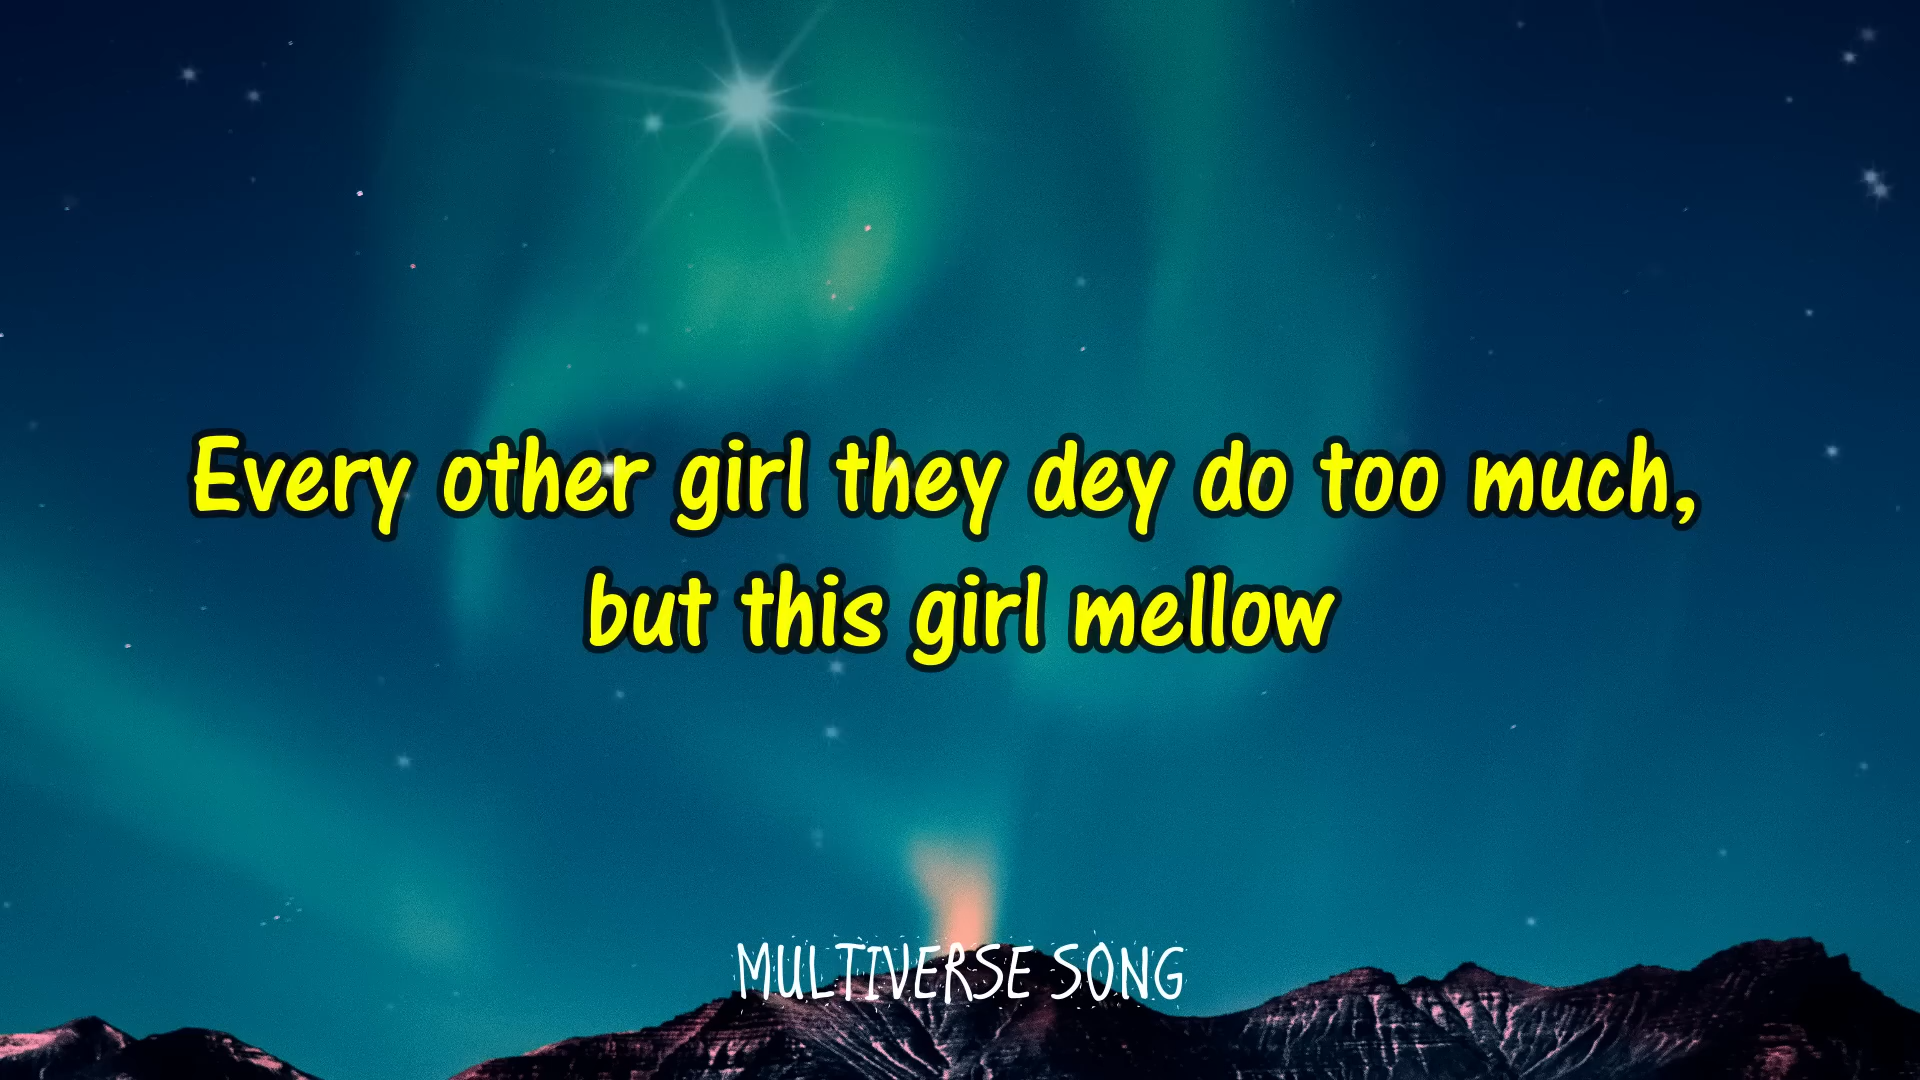 Every other girl they dey do too much,
but this girl mellow
MULTIVERSE SONG